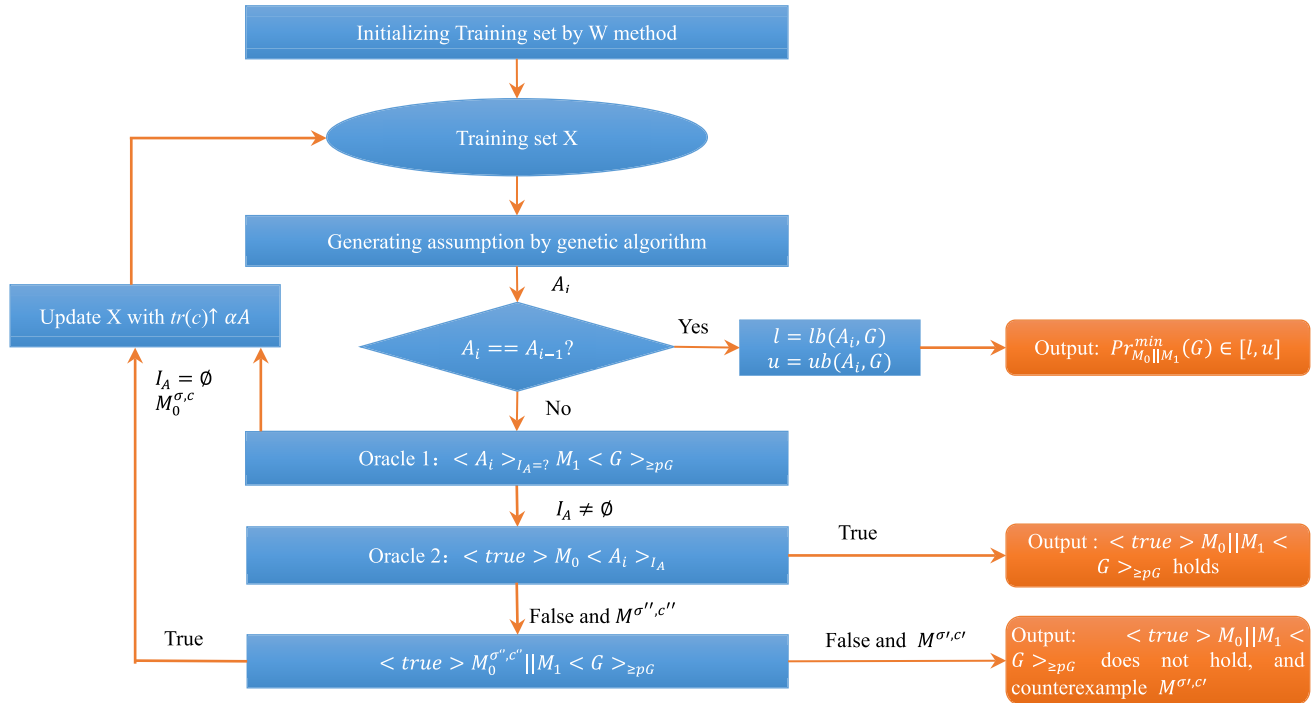 Initializing Training set by W method
Training set X
Generating assumption by genetic algorithm
A_i
Update X with tr(c)↑ αA
A_i == A_{i−1}?
Yes
l = lb(A_i, G)
u = ub(A_i, G)
Output: Pr^{min}_{M_0||M_1}(G) ∈ [l, u]
I_A = ∅
M_0^{σ,c}
No
Oracle 1: < A_i >_{I_A=?} M_1 < G >_{≥pG}
I_A ≠ ∅
Oracle 2: < true > M_0 < A_i >_{I_A}
True
Output : < true > M_0||M_1 <
G >_{≥pG} holds
False and M^{σ'',c''}
True
< true > M_0^{σ'',c''}||M_1 < G >_{≥pG}
False and M^{σ′,c′}
Output: < true > M_0||M_1 <
G >_{≥pG} does not hold, and
counterexample M^{σ′,c′}